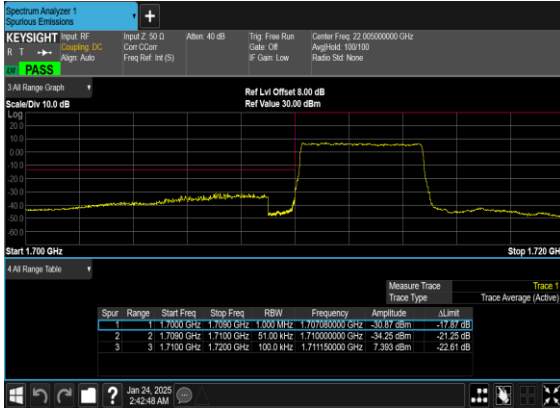 Spectrum Analyzer 1
Spurious Emissions
+
KEYSIGHT
Input: RF
Coupling: DC
Align: Auto
Input Z: 50 Ω
Corr CCorr
Freq Ref: Int (S)
Atten: 40 dB
Trig: Free Run
Gate: Off
IF Gain: Low
Center Freq: 22.005000000 GHz
Avg|Hold: 100/100
Radio Std: None
R T
PASS
3 All Range Graph
Ref Lvl Offset 8.00 dB
Scale/Div 10.0 dB
Ref Value 30.00 dBm
Log
20.0
10.0
0.00
-10.0
-20.0
-30.0
-40.0
-50.0
-60.0
Start 1.700 GHz
Stop 1.720 GH
4 All Range Table
Measure Trace Trace 1
Trace Type Trace Average (Active)
Spur Range Start Freq Stop Freq RBW Frequency Amplitude ΔLimit
1 1 1.7000 GHz 1.7090 GHz 1.000 MHz 1.707080000 GHz -30.87 dBm -17.87 dB
2 2 1.7090 GHz 1.7100 GHz 51.00 kHz 1.710000000 GHz -34.25 dBm -21.25 dB
3 3 1.7100 GHz 1.7200 GHz 100.0 kHz 1.711150000 GHz 7.393 dBm -22.61 dB
?
Jan 24, 2025
2:42:48 AM